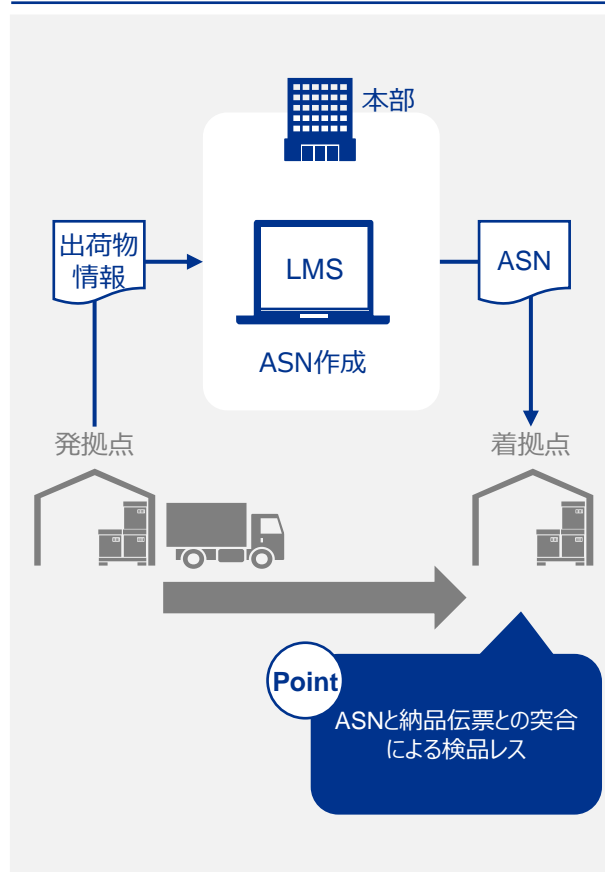 本部
出荷物
情報
LMS
ASN
ASN作成
発拠点
着拠点
Point
ASNと納品伝票との突合
による検品レス